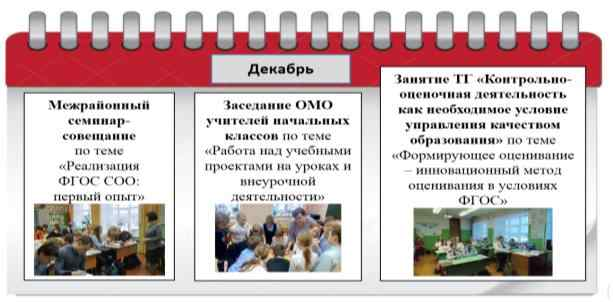 Декабрь
Межрайонный
семинар-
совещание
по теме
«Реализация
ФГОС СОО:
первый опыт»
Заседание ОМО
учителей начальных
классов по теме
«Работа над учебными
проектами на уроках и
внеурочной
деятельности»
Занятие ТГ «Контрольно-
оценочная деятельность
как необходимое условие
управления качеством
образования» по теме
«Формирующее оценивание
– инновационный метод
оценивания в условиях
ФГОС»